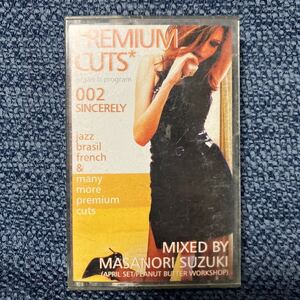 PREMIUM
CUTS*
program
002
SINCERELY
jazz
brasil
french
&
many
more
premium
cuts
MIXED BY
MASANORI SUZUKI
(APRIL SET/PEANUT BUTTER WORKSHOP)